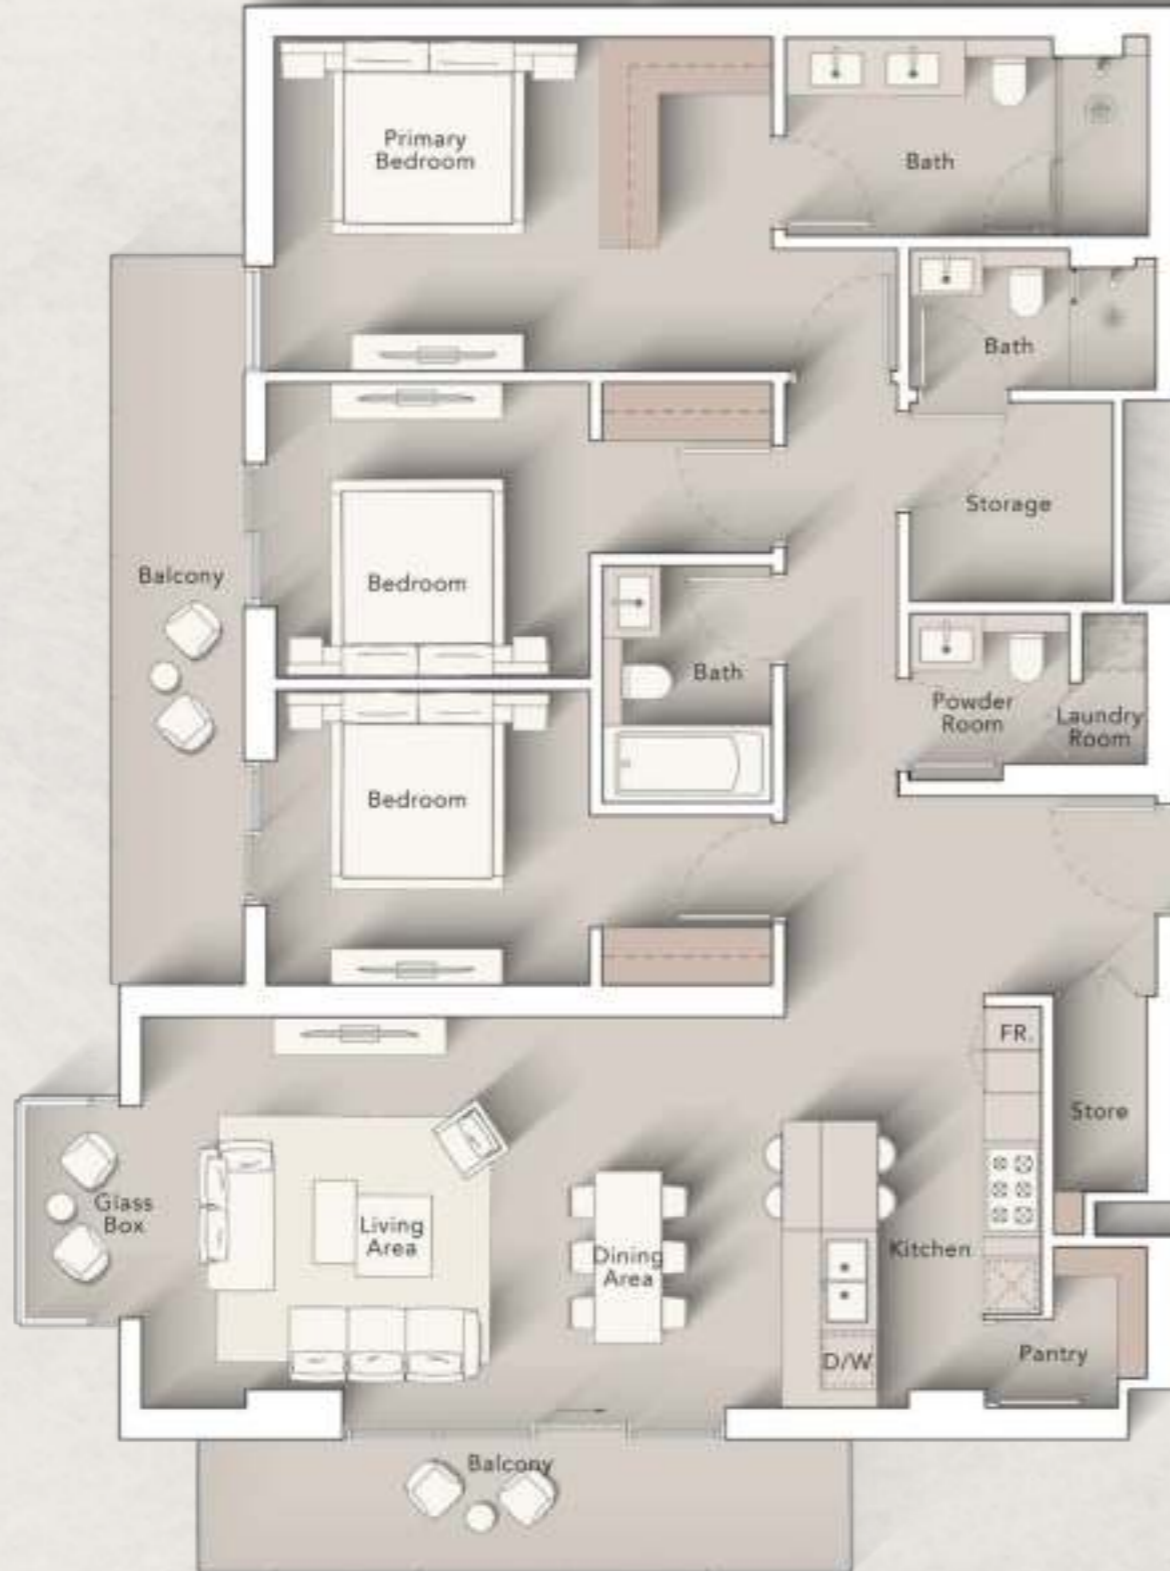 Primary
Bedroom
Bath
Bath
Storage
Balcony
Bedroom
Bath
Powder
Room
Laundry
Room
Bedroom
FR.
Store
Glass
Box
Living
Area
Dining
Area
Kitchen
D/W
Pantry
Balcony